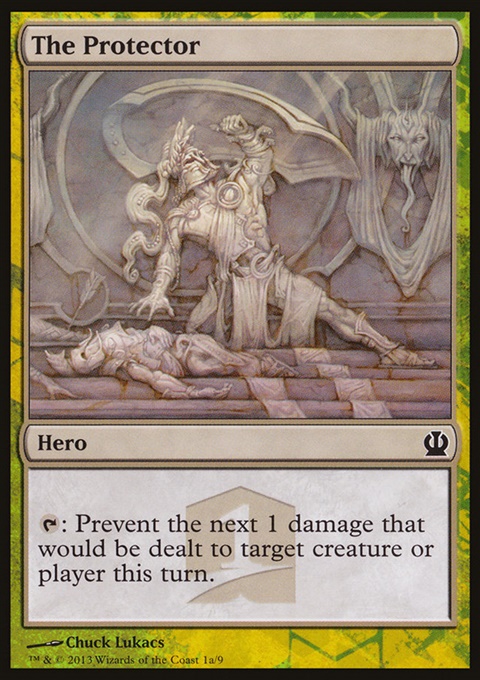 The Protector
Hero
: Prevent the next 1 damage that
would be dealt to target creature or
player this turn.
1
Chuck Lukacs
™ & © 2013 Wizards of the Coast 1a/9